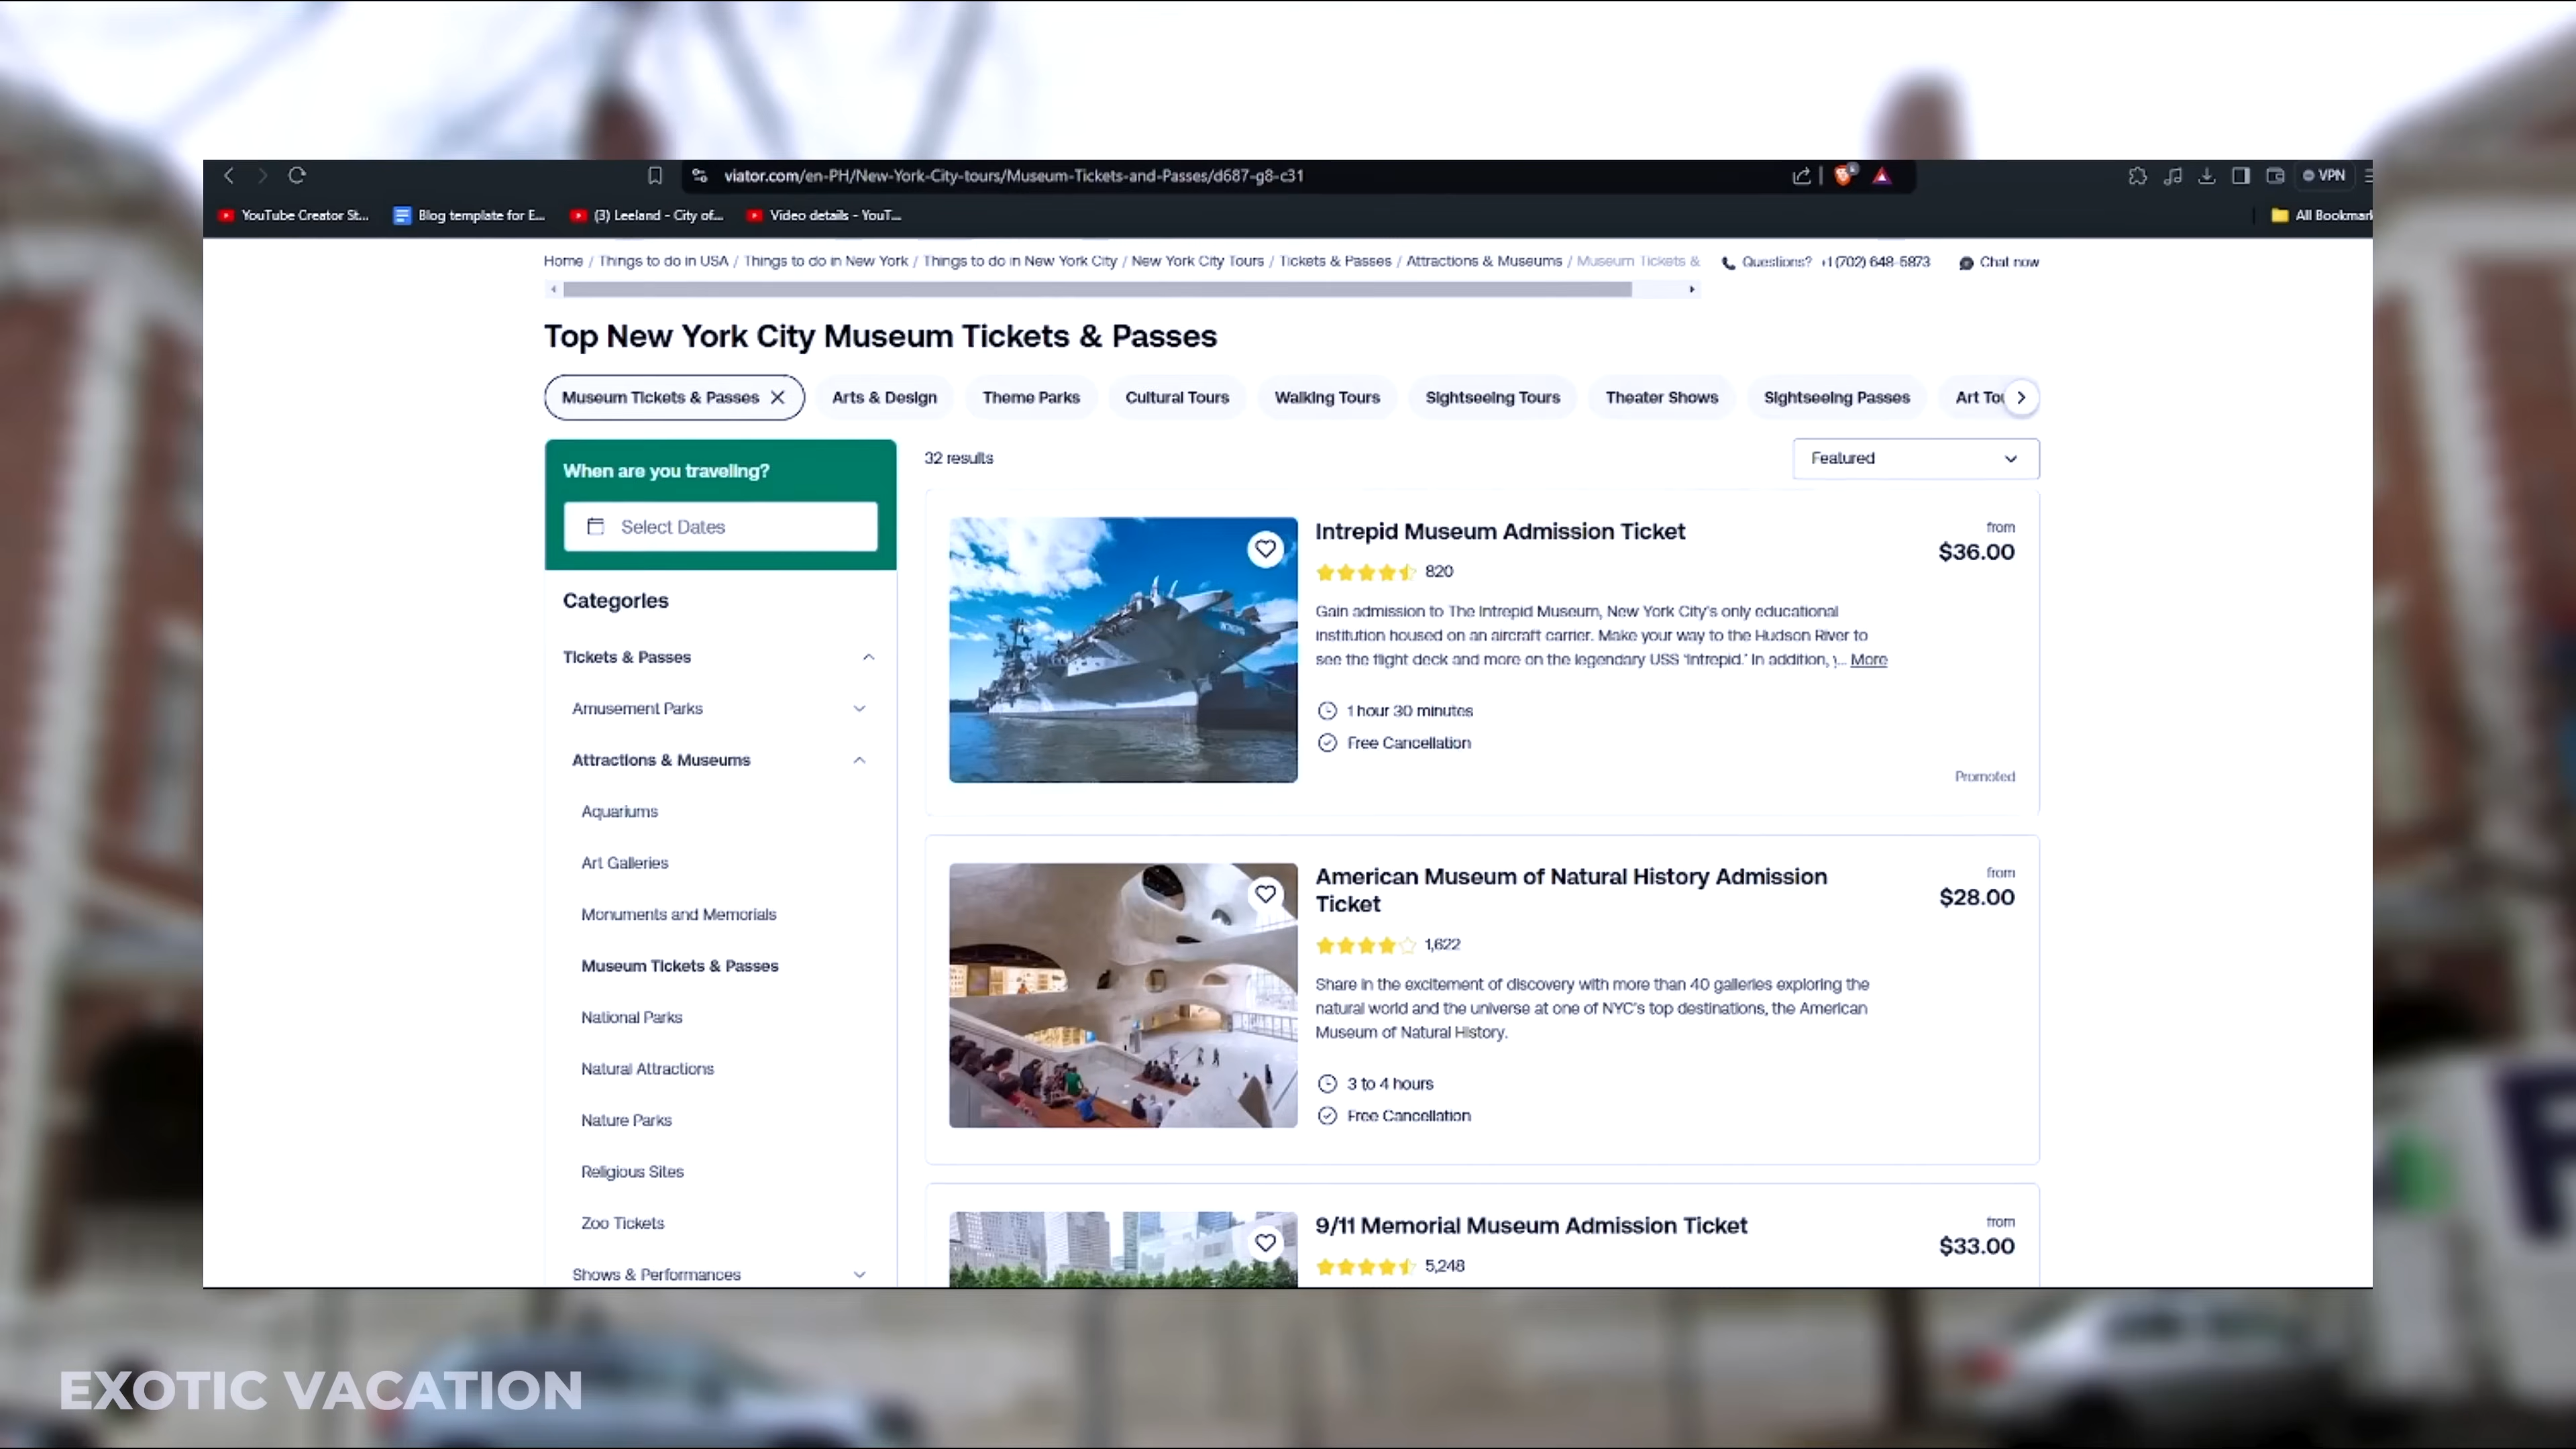 viator.com/en-PH/New-York-City-tours/Museum-Tickets-and-Passes/d687-g8-c31
VPN
YouTube Creator St...
Blog template for E...
(3) Leeland - City of...
Video details - YouT...
All Bookmark
Home / Things to do in USA / Things to do in New York / Things to do in New York City / New York City Tours / Tickets & Passes / Attractions & Museums / Museum Tickets &
Questions? +1 (702) 648-5873
Chat now
Top New York City Museum Tickets & Passes
Museum Tickets & Passes
Arts & Design
Theme Parks
Cultural Tours
Walking Tours
Sightseeing Tours
Theater Shows
Sightseeing Passes
Art To
When are you traveling?
Select Dates
Categories
Tickets & Passes
Amusement Parks
Attractions & Museums
Aquariums
Art Galleries
Monuments and Memorials
Museum Tickets & Passes
National Parks
Natural Attractions
Nature Parks
Religious Sites
Zoo Tickets
Shows & Performances
32 results
Featured
Intrepid Museum Admission Ticket
from
$36.00
820
Gain admission to The Intrepid Museum, New York City's only educational
institution housed on an aircraft carrier. Make your way to the Hudson River to
see the flight deck and more on the legendary USS 'Intrepid.' In addition, y... More
1 hour 30 minutes
Free Cancellation
Promoted
American Museum of Natural History Admission
Ticket
from
$28.00
1,622
Share in the excitement of discovery with more than 40 galleries exploring the
natural world and the universe at one of NYC's top destinations, the American
Museum of Natural History.
3 to 4 hours
Free Cancellation
9/11 Memorial Museum Admission Ticket
from
$33.00
5,248
EXOTIC VACATION